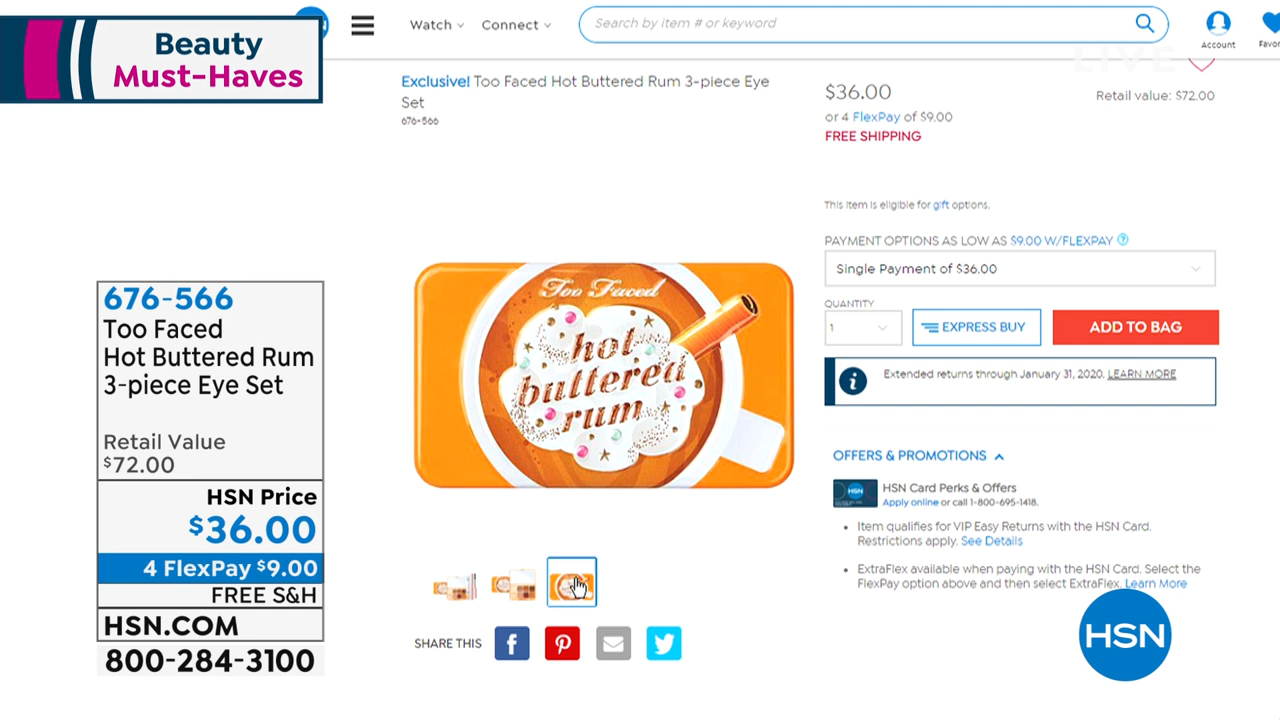 Beauty
Must-Haves
Watch
Connect
Search by item # or keyword
Account
LIVE
Exclusive! Too Faced Hot Buttered Rum 3-piece Eye
Set
676-566
$36.00
Retail value: $72.00
or 4 FlexPay of $9.00
FREE SHIPPING
This item is eligible for gift options.
PAYMENT OPTIONS AS LOW AS $9.00 W/FLEXPAY ?
Single Payment of $36.00
QUANTITY
1
EXPRESS BUY
ADD TO BAG
i
Extended returns through January 31, 2020. LEARN MORE
OFFERS & PROMOTIONS
HSN
HSN Card Perks & Offers
Apply online or call 1-800-695-1418.
• Item qualifies for VIP Easy Returns with the HSN Card.
Restrictions apply. See Details
• ExtraFlex available when paying with the HSN Card. Select the
FlexPay option above and then select ExtraFlex. Learn More
Too Faced
hot
buttered
rum
SHARE THIS
676-566
Too Faced
Hot Buttered Rum
3-piece Eye Set
Retail Value
$72.00
HSN Price
$36.00
4 FlexPay $9.00
FREE S&H
HSN.COM
800-284-3100
HSN